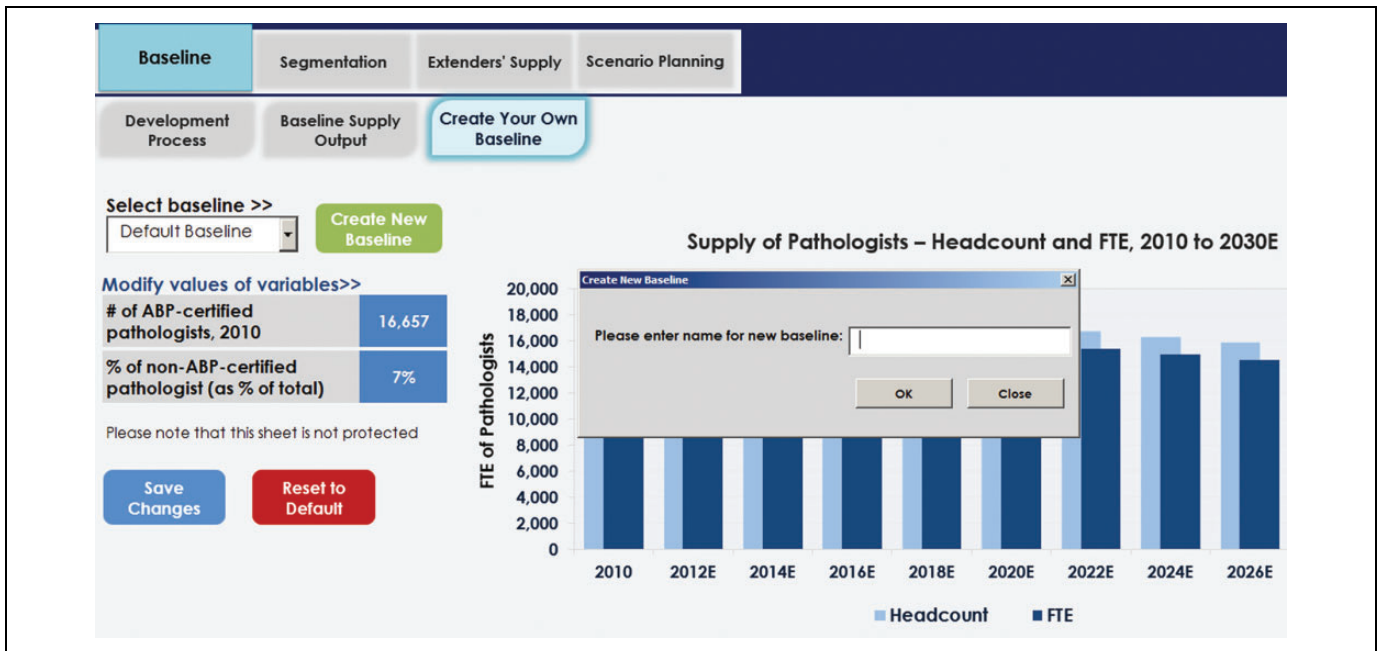 Baseline
Segmentation
Extenders' Supply
Scenario Planning
Development
Process
Baseline Supply
Output
Create Your Own
Baseline
Select baseline >>
Default Baseline
Create New
Baseline
Modify values of variables>>
# of ABP-certified
pathologists, 2010
16,657
% of non-ABP-certified
pathologist (as % of total)
7%
Please note that this sheet is not protected
Save
Changes
Reset to
Default
Supply of Pathologists – Headcount and FTE, 2010 to 2030E
Create New Baseline
Please enter name for new baseline:
OK
Close
FTE of Pathologists
20,000
18,000
16,000
14,000
12,000
10,000
8,000
6,000
4,000
2,000
0
2010 2012E 2014E 2016E 2018E 2020E 2022E 2024E 2026E
Headcount FTE